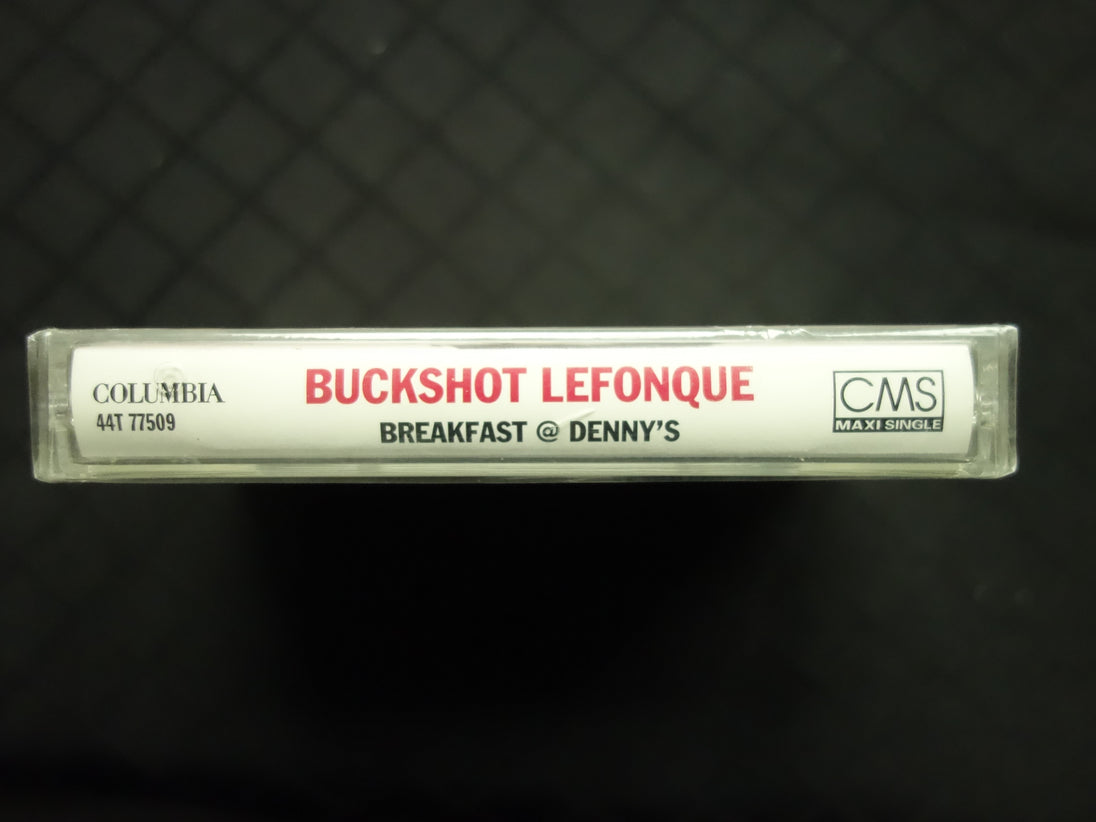 COLUMBIA
44T 77509
BUCKSHOT LEFONQUE
BREAKFAST @ DENNY'S
CMS
MAXI SINGLE